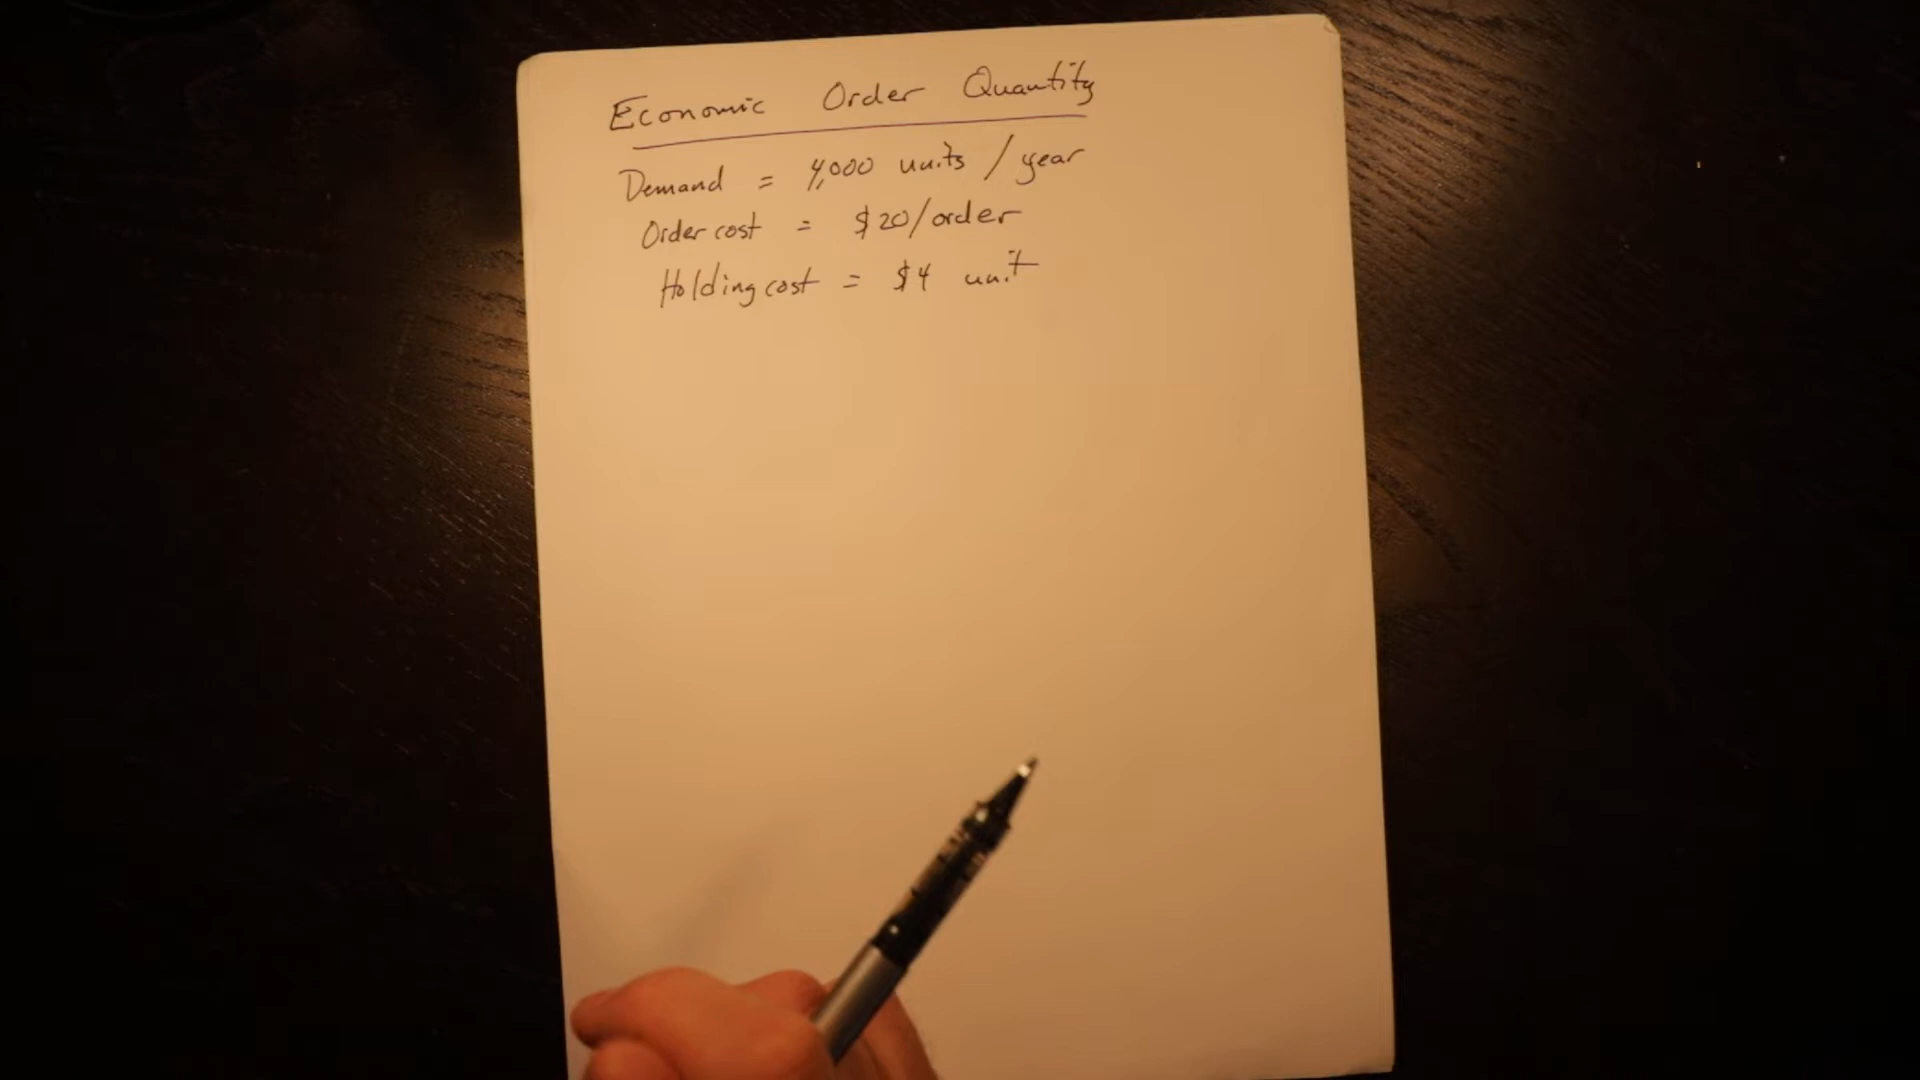 Economic Order Quantity
Demand = 4,000 units / year
Order cost = $20/order
Holding cost = $4 unit